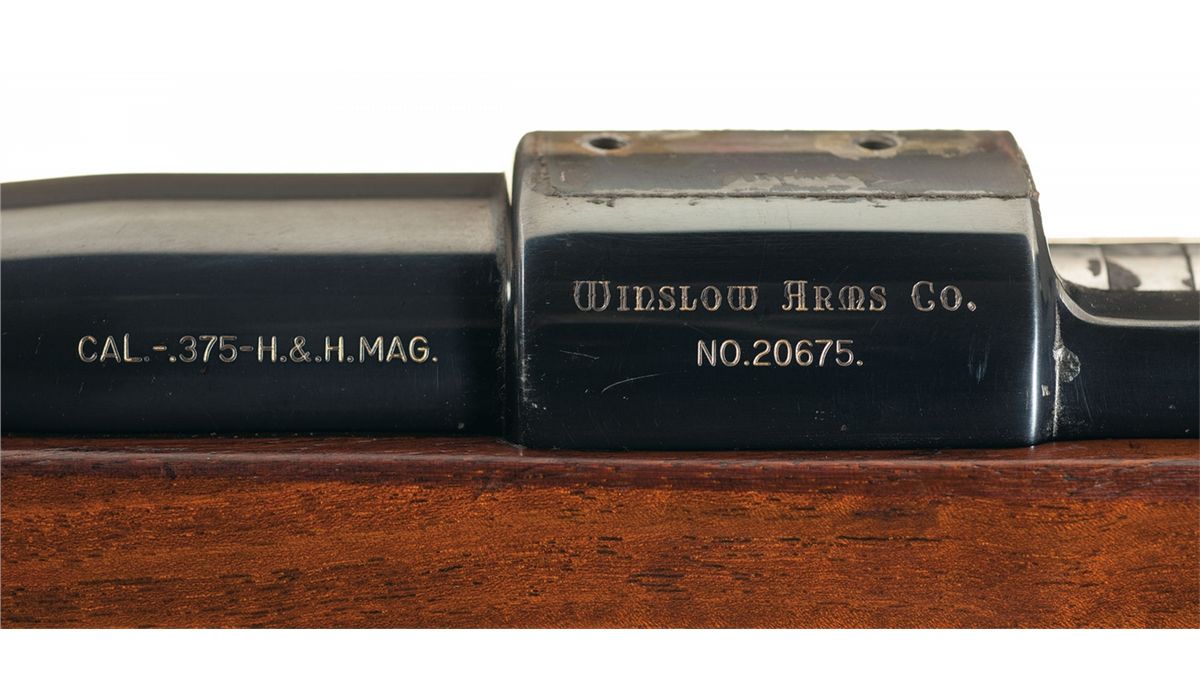 CAL.-.375-H.&.H.MAG.
Winslow Arms Co.
NO.20675.